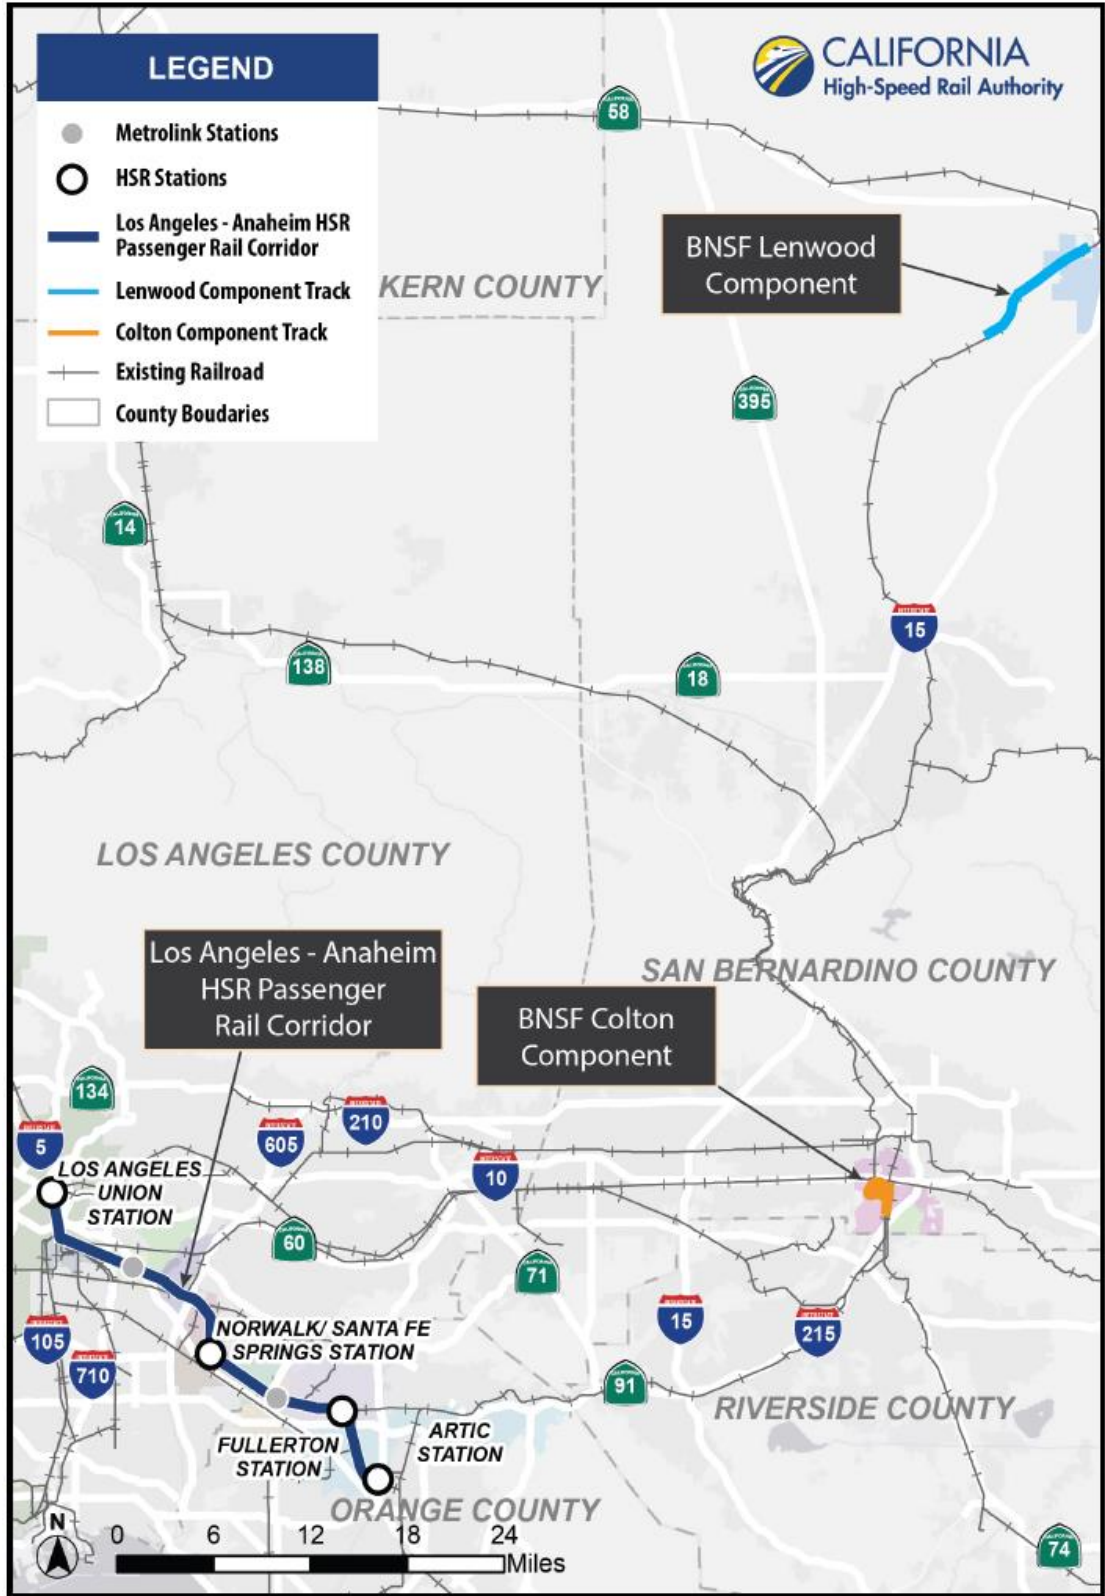 LEGEND
Metrolink Stations
HSR Stations
Los Angeles - Anaheim HSR
Passenger Rail Corridor
Lenwood Component Track
Colton Component Track
Existing Railroad
County Boudaries
CALIFORNIA
High-Speed Rail Authority
58
BNSF Lenwood
Component
KERN COUNTY
395
14
15
138
18
LOS ANGELES COUNTY
Los Angeles - Anaheim
HSR Passenger
Rail Corridor
SAN BERNARDINO COUNTY
BNSF Colton
Component
134
5
605
210
10
LOS ANGELES
UNION
STATION
60
71
105
710
NORWALK/ SANTA FE
SPRINGS STATION
15
215
91
RIVERSIDE COUNTY
FULLERTON
STATION
ARTIC
STATION
ORANGE COUNTY
N
0 6 12 18 24
Miles
74